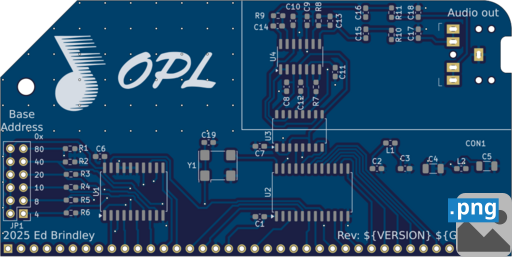 Audio out
R9
C10
C9
R8
C13
C14
C16
R11
C18
C15
R10
C17
OPL
U4
C11
C8
C12
R7
Base
Address
0x
80
40
20
10
8
4
JP1
R1
R2
R3
R4
R5
R6
C6
U1
C19
Y1
C7
U3
U2
C1
L1
C2
C3
C4
L2
C5
CON1
.png
2025 Ed Brindley
Rev: ${VERSION} ${G